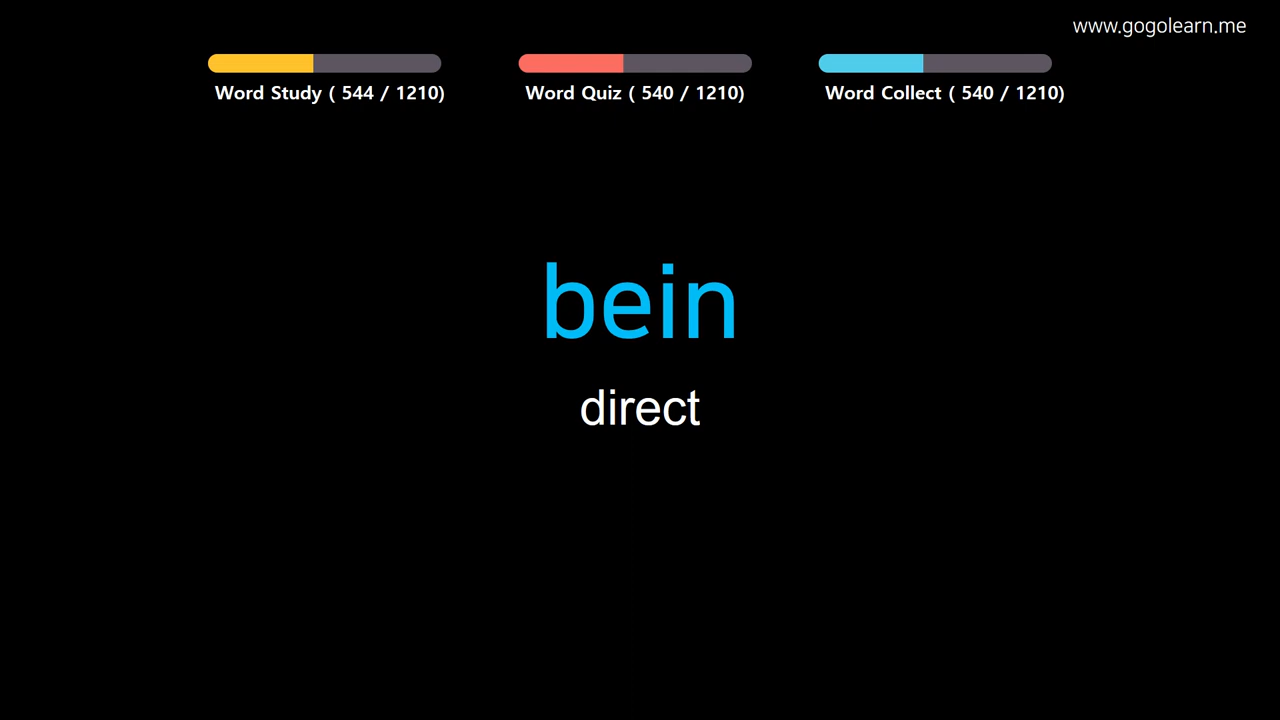 www.gogolearn.me
Word Study ( 544 / 1210)
Word Quiz ( 540 / 1210)
Word Collect ( 540 / 1210)
bein
direct